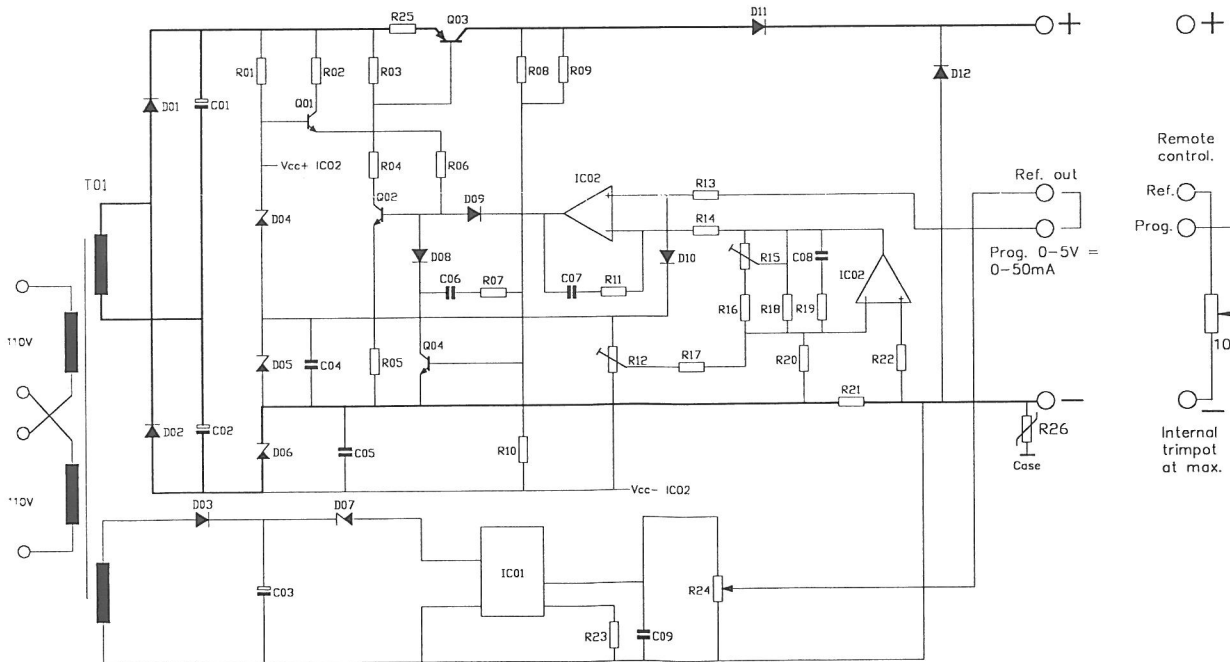 R25
Q03
D11
+
+
R01
R02
R03
R08
R09
D12
D01
C01
Q01
Vcc+ IC02
R04
R06
Remote
control.
T01
IC02
R13
Ref. out
D04
Q02
D09
+
R14
Ref.
Prog.
D08
D10
R15
C08
IC02
Prog. 0-5V =
0-50mA
C06
R07
C07
R11
+
R16
R18
R19
110V
Q04
10
D05
C04
R05
R12
R17
R20
R22
R21
−
−
D02
C02
D06
C05
R10
R26
Case
Internal
trimpot
at max.
110V
Vcc- IC02
D03
D07
IC01
C03
R24
R23
C09